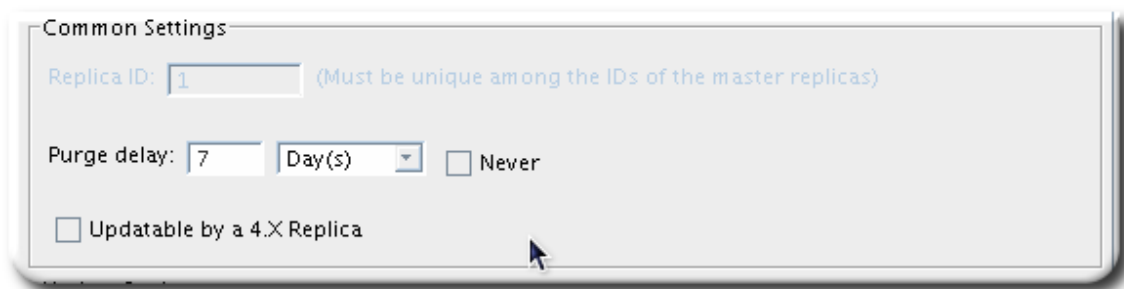 Common Settings
Replica ID: 1 (Must be unique among the IDs of the master replicas)
Purge delay: 7 Day(s) Never
Updatable by a 4.X Replica